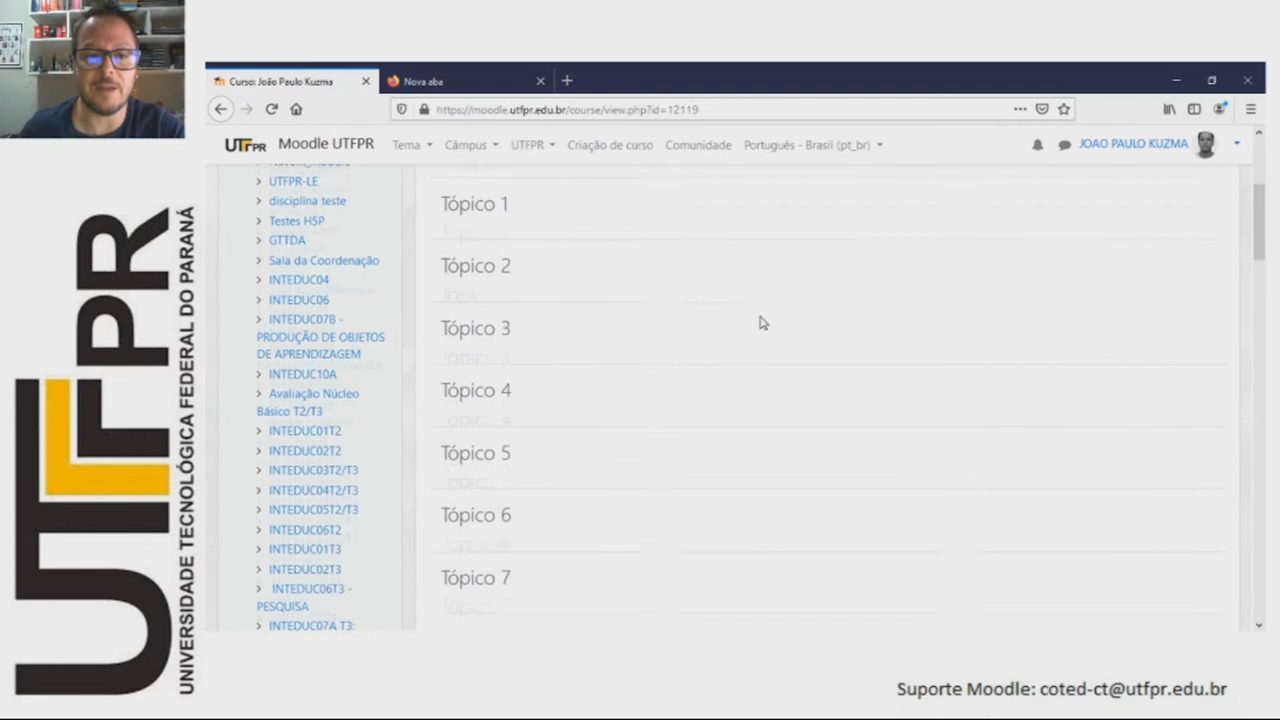 Curso: João Paulo Kuzma
Nova aba
https://moodle.utfpr.edu.br/course/view.php?id=12119
UTFPR
Moodle UTFPR
Tema
Câmpus
UTFPR
Criação de curso
Comunidade
Português - Brasil (pt_br)
JOAO PAULO KUZMA
UTFPR-LE
disciplina teste
Testes H5P
GTTDA
Sala da Coordenação
INTEDUC04
INTEDUC06
INTEDUC07B -
PRODUÇÃO DE OBJETOS
DE APRENDIZAGEM
INTEDUC10A
Avaliação Núcleo
Básico T2/T3
INTEDUC01T2
INTEDUC02T2
INTEDUC03T2/T3
INTEDUC04T2/T3
INTEDUC05T2/T3
INTEDUC06T2
INTEDUC01T3
INTEDUC02T3
INTEDUC06T3 -
PESQUISA
INTEDUC07A T3:
Tópico 1
Tópico 2
Tópico 3
Tópico 4
Tópico 5
Tópico 6
Tópico 7
UTFPR
UNIVERSIDADE TECNOLÓGICA FEDERAL DO PARANÁ
Suporte Moodle: coted-ct@utfpr.edu.br